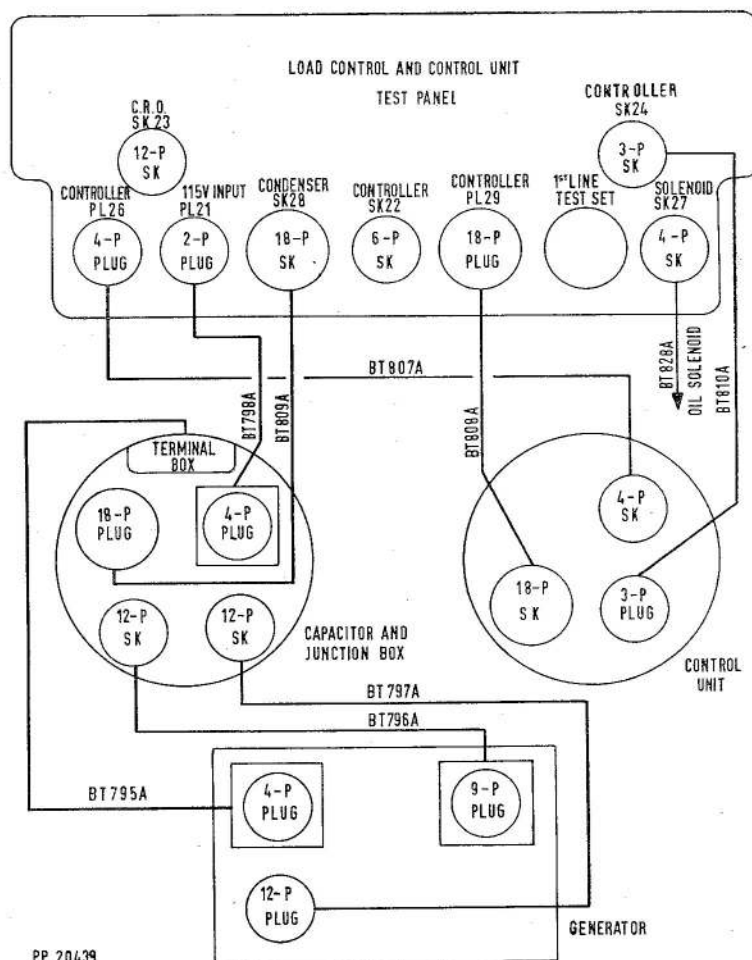 LOAD CONTROL AND CONTROL UNIT
TEST PANEL
C.R.O.
SK.23
12-P
SK
CONTROLLER
SK24
3-P
SK
CONTROLLER
PL26
4-P
PLUG
115V INPUT
PL21
2-P
PLUG
CONDENSER
SK28
18-P
SK
CONTROLLER
SK22
6-P
SK
CONTROLLER
PL29
18-P
PLUG
1ST LINE
TEST SET
SOLENOID
SK27
4-P
SK
BT807A
BT798A
BT809A
BT808A
BT828A
OIL SOLENOID
BT810A
TERMINAL
BOX
18-P
PLUG
4-P
PLUG
12-P
SK
12-P
SK
CAPACITOR AND
JUNCTION BOX
4-P
SK
18-P
SK
3-P
PLUG
CONTROL
UNIT
BT797A
BT796A
BT795A
4-P
PLUG
9-P
PLUG
12-P
PLUG
GENERATOR
PP 20439